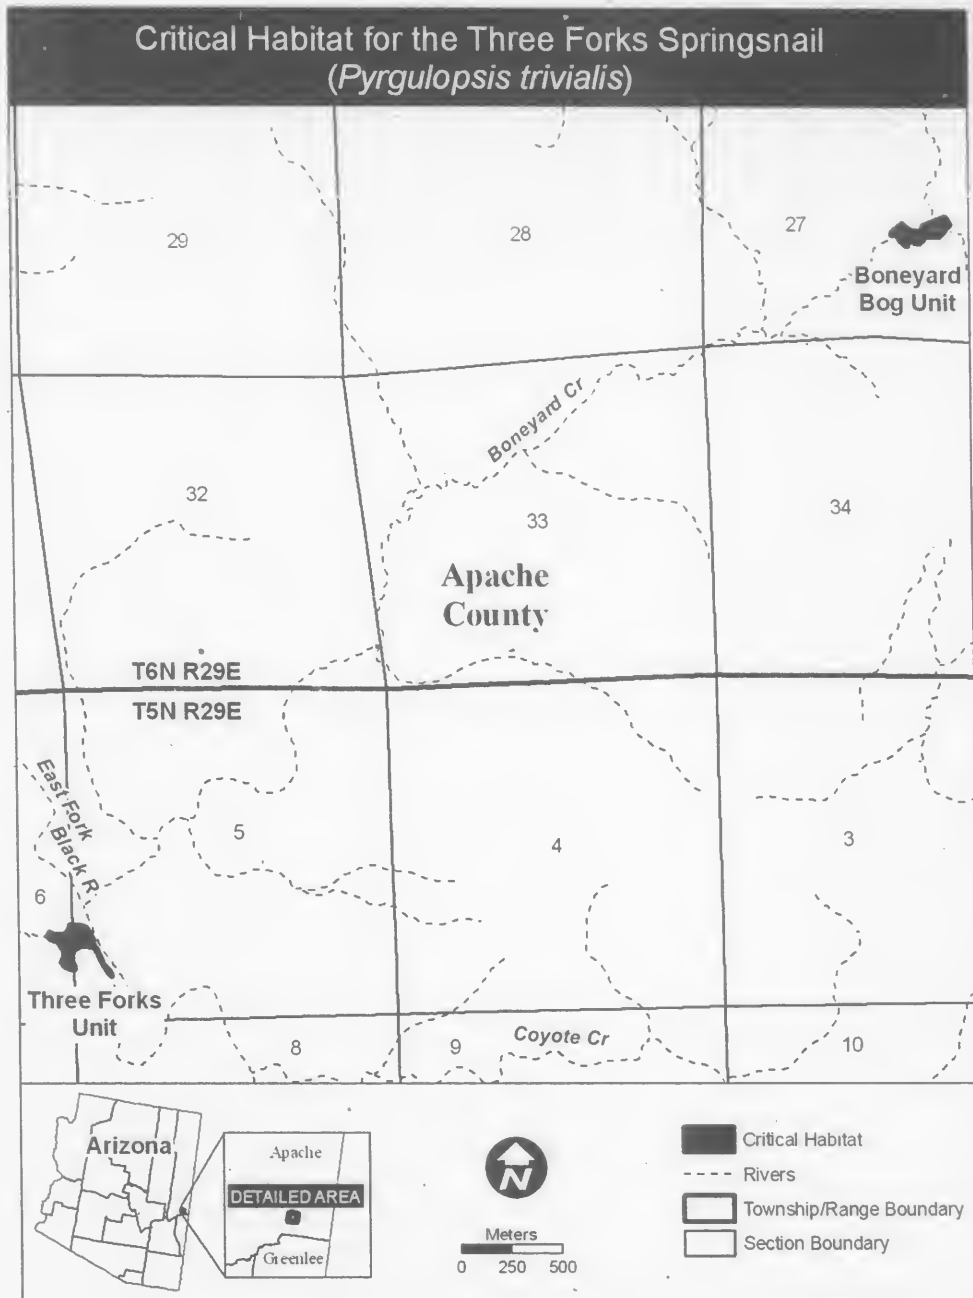 Critical Habitat for the Three Forks Springsnail
(Pyrgulopsis trivialis)
29
28
27
Boneyard
Bog Unit
Boneyard Cr
32
33
34
Apache
County
T6N R29E
T5N R29E
East Fork
Black R
5
4
3
6
Three Forks
Unit
8
9
Coyote Cr
10
Arizona
Apache
DETAILED AREA
Greenlee
N
Meters
0 250 500
Critical Habitat
Rivers
Township/Range Boundary
Section Boundary